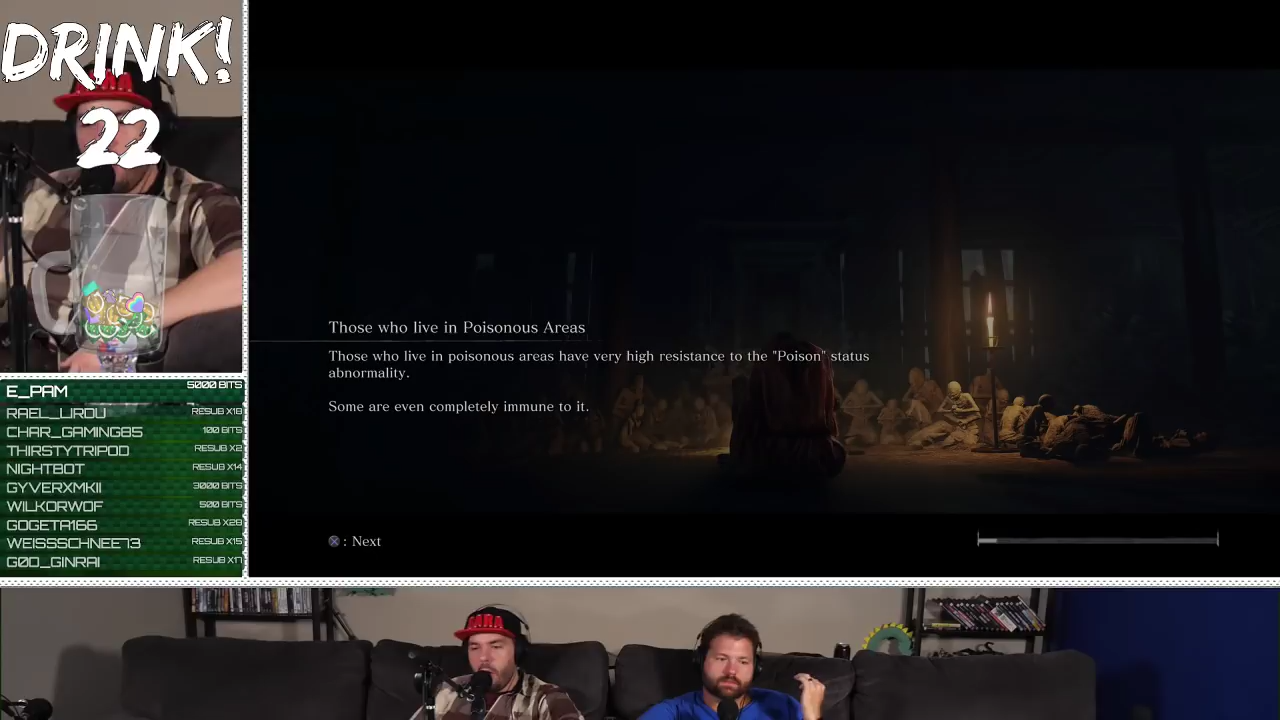 DRINK!
22
E_PAM 5000 BITS
RAEL_LIROU RESUB X18
CHAR_GAMING85 100 BITS
THIRSTYTRIPOD RESUB X2
NIGHTBOT RESUB X14
GYVERXMKII 3000 BITS
WILKORWOF 500 BITS
GOGETA166 RESUB X28
WEISSSCHNEE73 RESUB X15
G0D_GINRAI RESUB X17
Those who live in Poisonous Areas
Those who live in poisonous areas have very high resistance to the "Poison" status
abnormality.
Some are even completely immune to it.
: Next